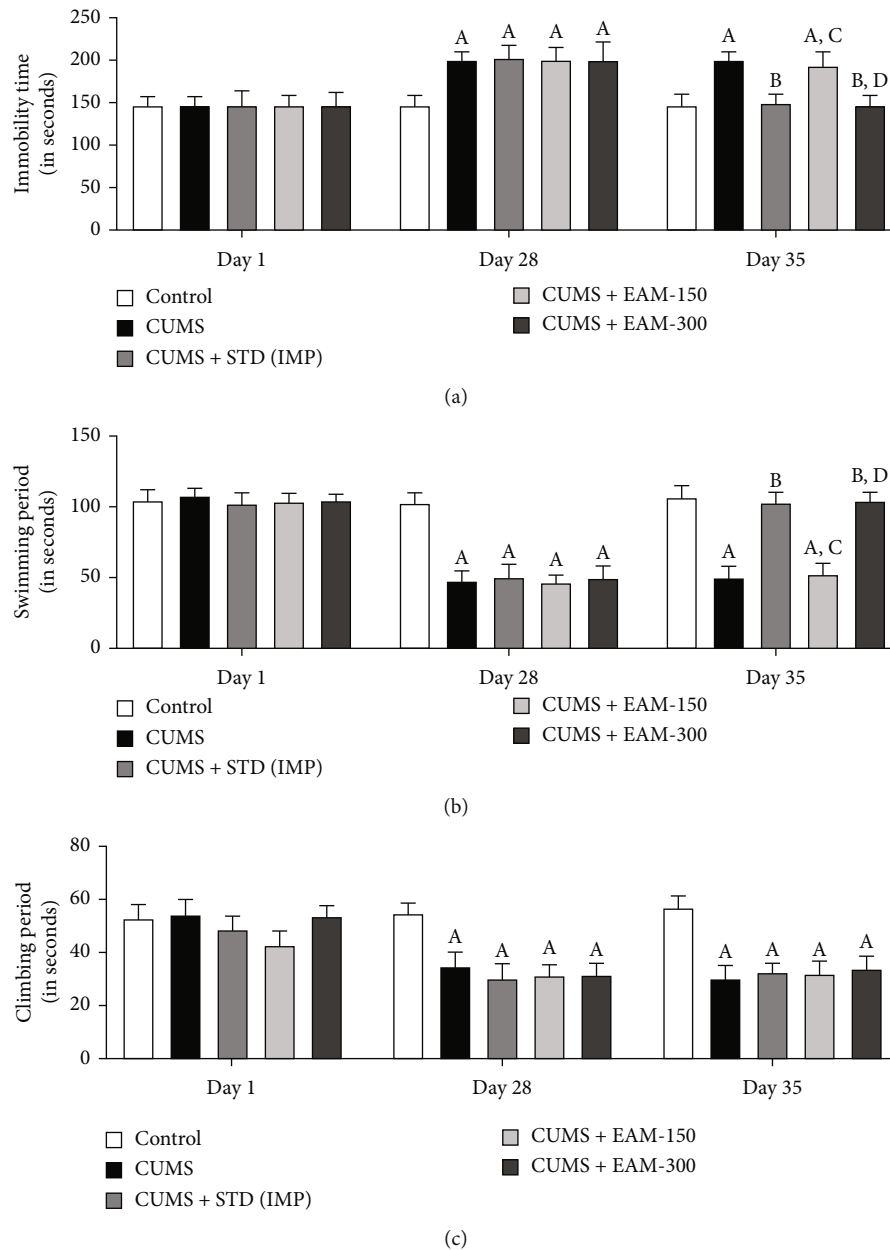 250
200
150
100
50
0
Immobility time
(in seconds)
A A A A
A B A, C B, D
Day 1 Day 28 Day 35
Control
CUMS
CUMS + STD (IMP)
CUMS + EAM-150
CUMS + EAM-300
(a)
150
100
50
0
Swimming period
(in seconds)
A A A A
A B A, C B, D
Day 1 Day 28 Day 35
Control
CUMS
CUMS + STD (IMP)
CUMS + EAM-150
CUMS + EAM-300
(b)
80
60
40
20
0
Climbing period
(in seconds)
A A A A
A A A A
Day 1 Day 28 Day 35
Control
CUMS
CUMS + STD (IMP)
CUMS + EAM-150
CUMS + EAM-300
(c)